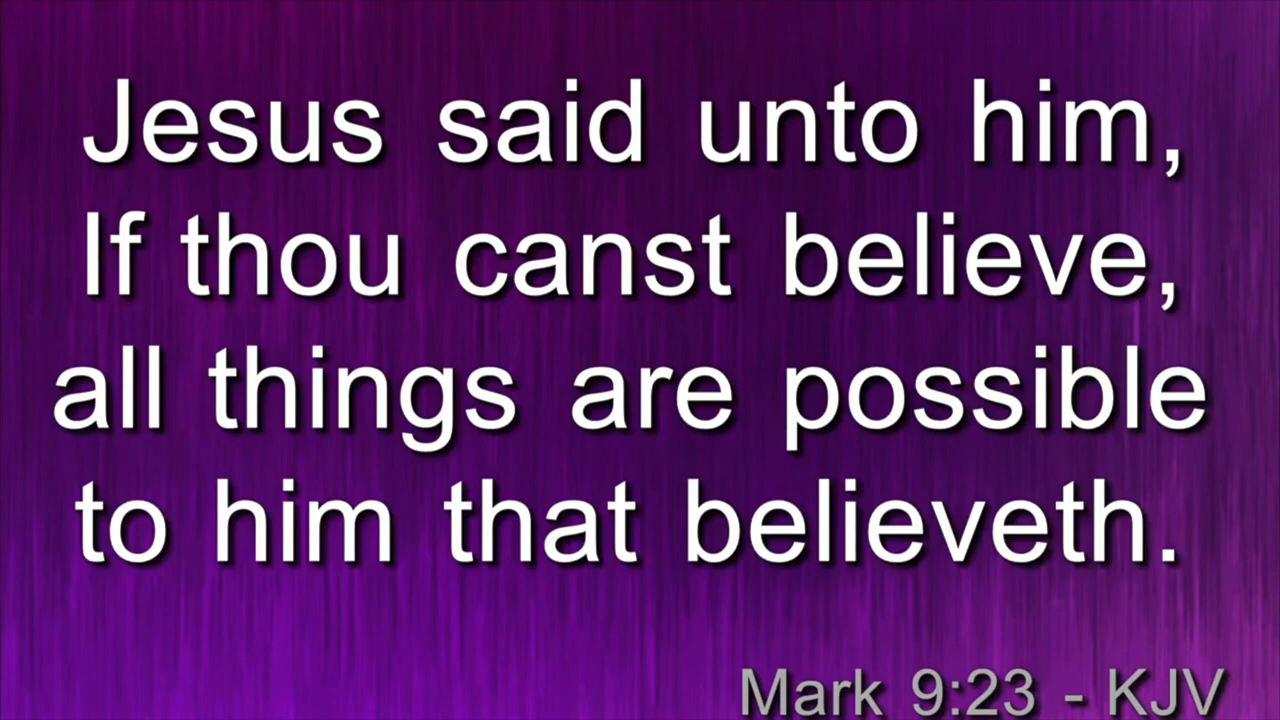 Jesus said unto him,
If thou canst believe,
all things are possible
to him that believeth.
Mark 9:23 - KJV